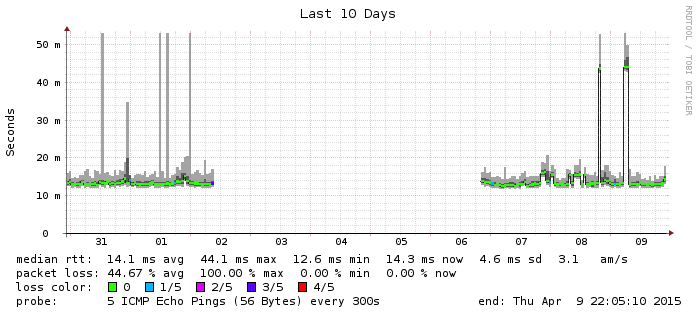 Last 10 Days
RRDTOOL / TOBI OETIKER
Seconds
50 m
40 m
30 m
20 m
10 m
0
31 01 02 03 04 05 06 07 08 09
median rtt: 14.1 ms avg 44.1 ms max 12.6 ms min 14.3 ms now 4.6 ms sd 3.1 am/s
packet loss: 44.67 % avg 100.00 % max 0.00 % min 0.00 % now
loss color: 0 1/5 2/5 3/5 4/5
probe: 5 ICMP Echo Pings (56 Bytes) every 300s end: Thu Apr 9 22:05:10 2015